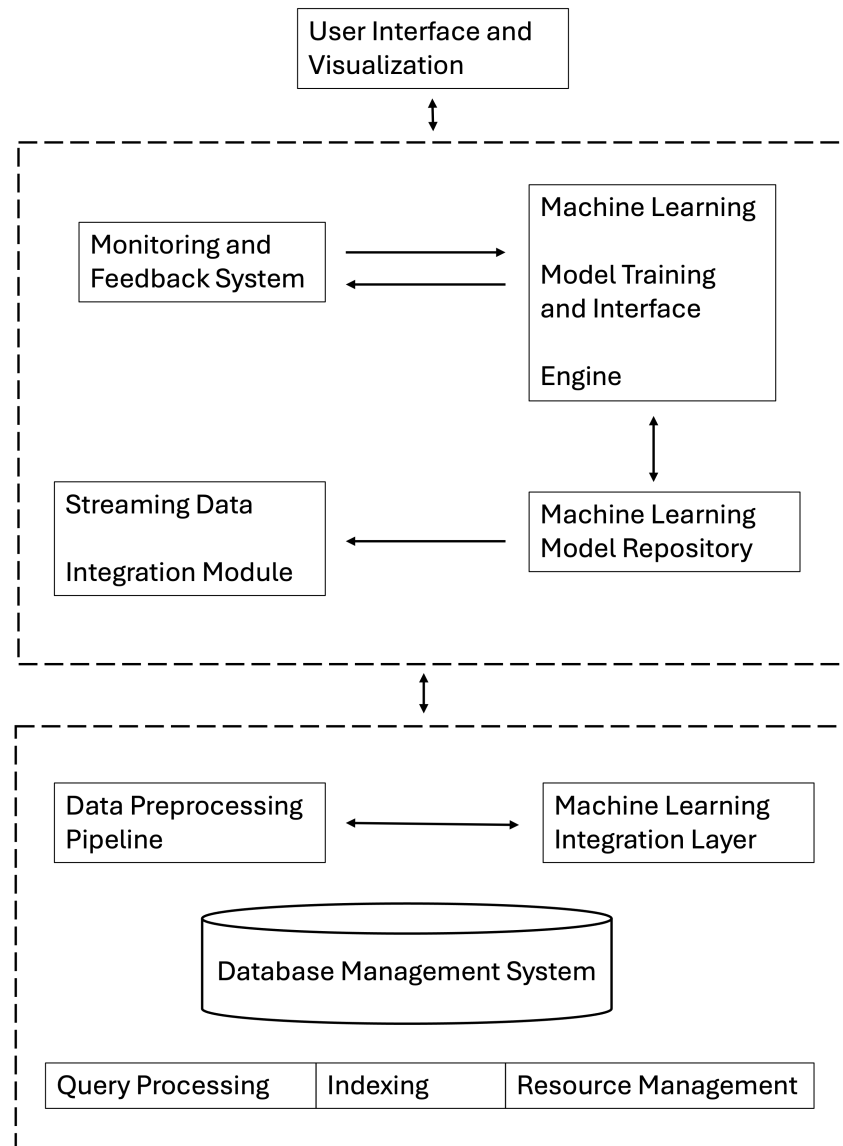 User Interface and
Visualization
Monitoring and
Feedback System
Machine Learning
Model Training
and Interface
Engine
Streaming Data
Integration Module
Machine Learning
Model Repository
Data Preprocessing
Pipeline
Machine Learning
Integration Layer
Database Management System
Query Processing
Indexing
Resource Management